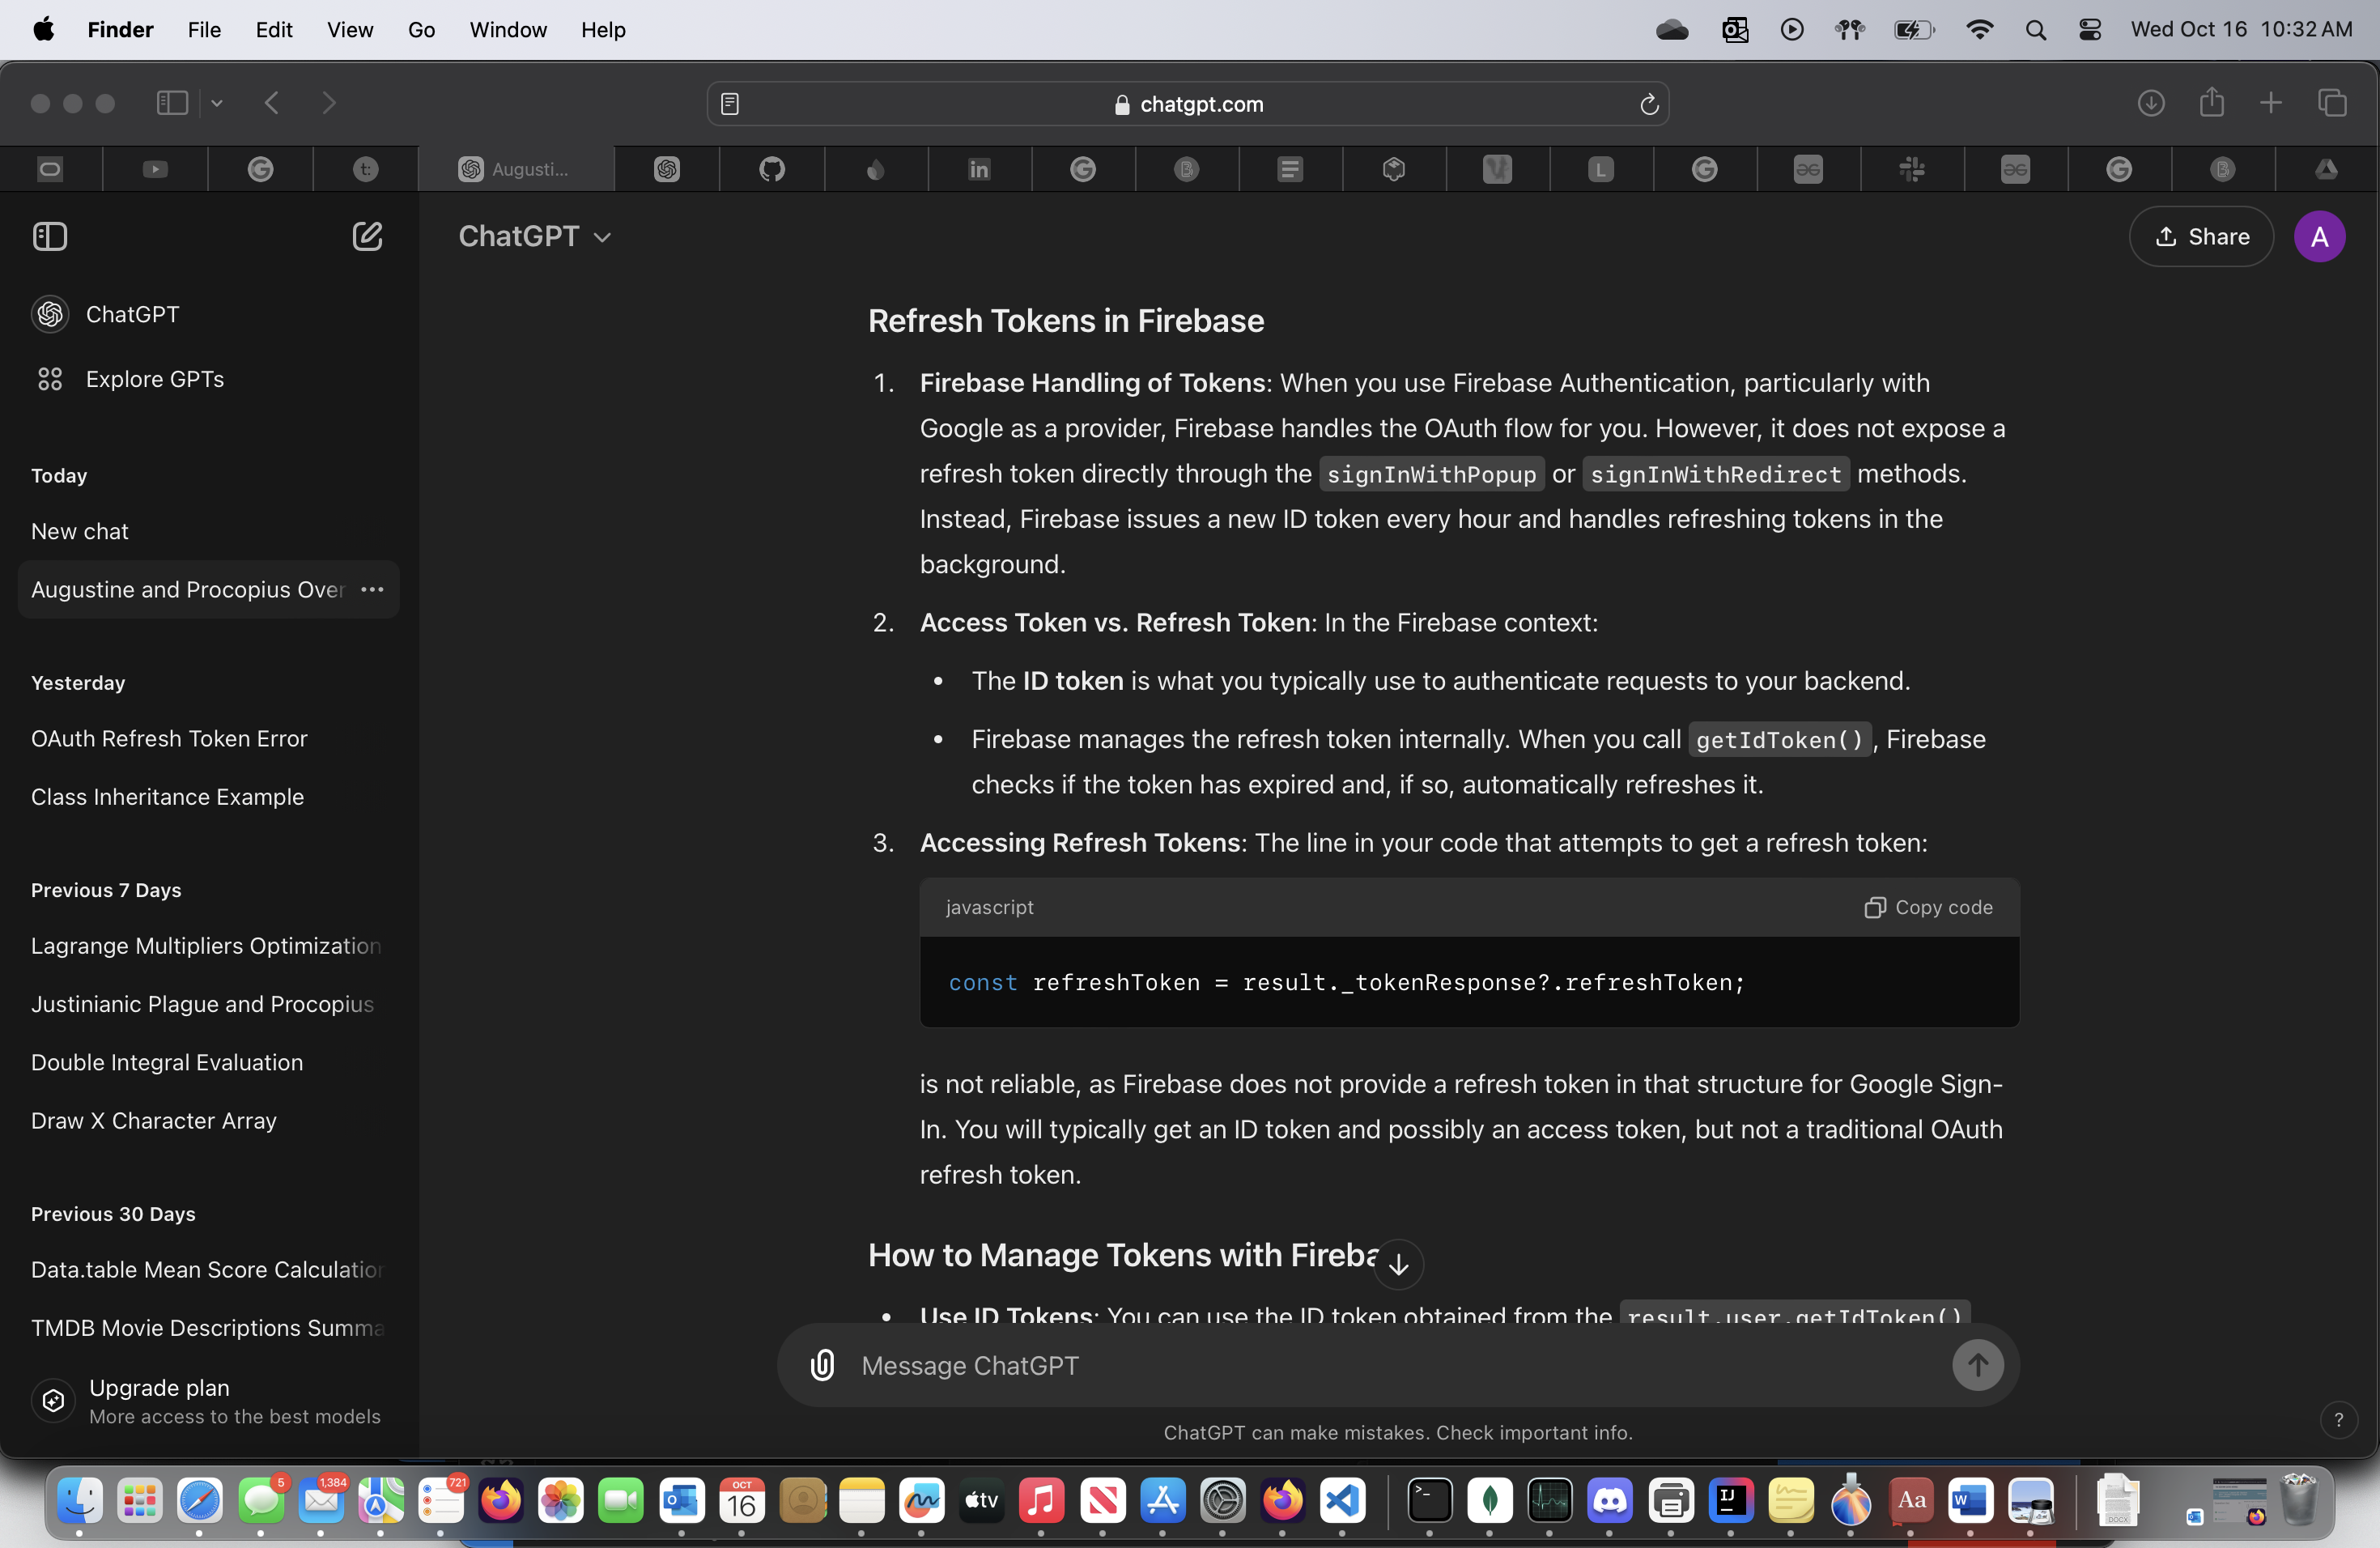 Finder File Edit View Go Window Help Wed Oct 16 10:32 AM
chatgpt.com
Augusti...
in
L
ChatGPT
Share
A
ChatGPT
Explore GPTs
Today
New chat
Augustine and Procopius Over
Yesterday
OAuth Refresh Token Error
Class Inheritance Example
Previous 7 Days
Lagrange Multipliers Optimization
Justinianic Plague and Procopius
Double Integral Evaluation
Draw X Character Array
Previous 30 Days
Data.table Mean Score Calculation
TMDB Movie Descriptions Summa
Upgrade plan
More access to the best models
Refresh Tokens in Firebase
1. Firebase Handling of Tokens: When you use Firebase Authentication, particularly with
Google as a provider, Firebase handles the OAuth flow for you. However, it does not expose a
refresh token directly through the signInWithPopup or signInWithRedirect methods.
Instead, Firebase issues a new ID token every hour and handles refreshing tokens in the
background.
2. Access Token vs. Refresh Token: In the Firebase context:
• The ID token is what you typically use to authenticate requests to your backend.
• Firebase manages the refresh token internally. When you call getIdToken() , Firebase
checks if the token has expired and, if so, automatically refreshes it.
3. Accessing Refresh Tokens: The line in your code that attempts to get a refresh token:
javascript
Copy code
const refreshToken = result._tokenResponse?.refreshToken;
is not reliable, as Firebase does not provide a refresh token in that structure for Google Sign-
In. You will typically get an ID token and possibly an access token, but not a traditional OAuth
refresh token.
How to Manage Tokens with Fireba
• Use ID Tokens: You can use the ID token obtained from the result.user.getIdToken()
Message ChatGPT
ChatGPT can make mistakes. Check important info.
?
5
1,384
721
OCT
16
tv
IJ
Aa
W
DOCX